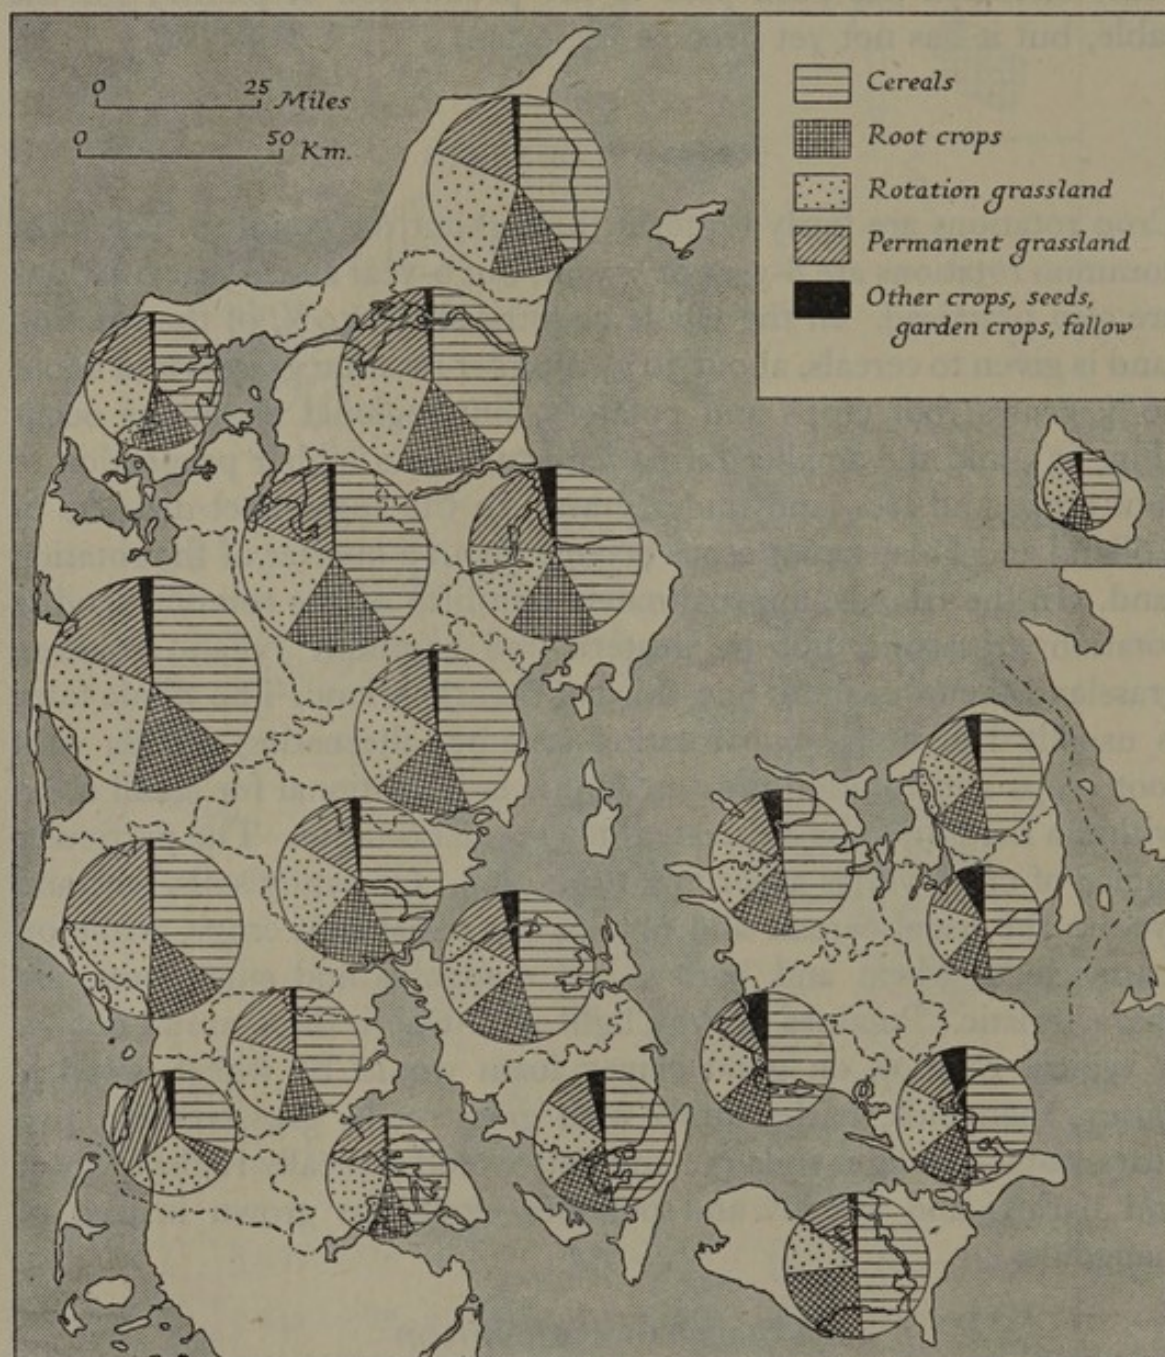 0 25 Miles
0 50 Km.
Cereals
Root crops
Rotation grassland
Permanent grassland
Other crops, seeds,
garden crops, fallow